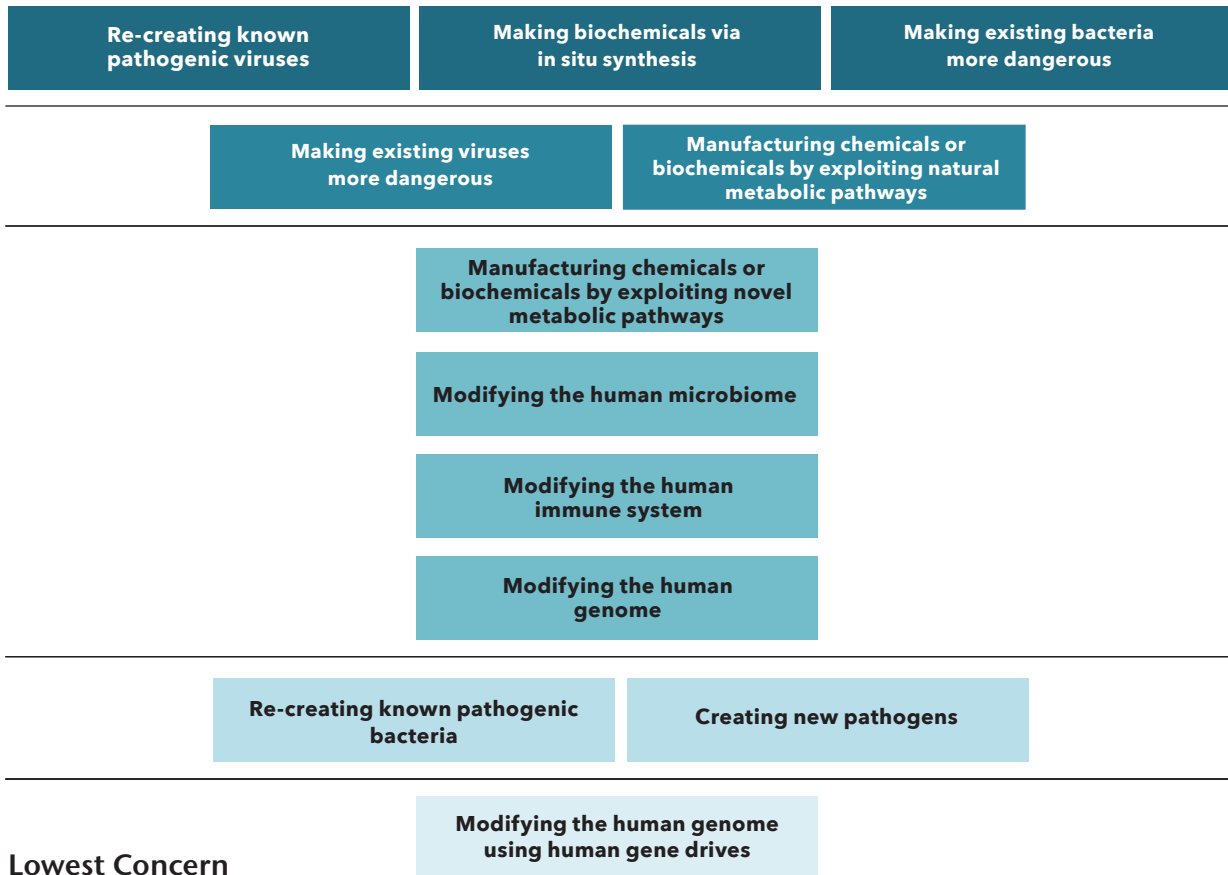 Re-creating known
pathogenic viruses
Making biochemicals via
in situ synthesis
Making existing bacteria
more dangerous
Making existing viruses
more dangerous
Manufacturing chemicals or
biochemicals by exploiting natural
metabolic pathways
Manufacturing chemicals or
biochemicals by exploiting novel
metabolic pathways
Modifying the human microbiome
Modifying the human
immune system
Modifying the human
genome
Re-creating known pathogenic
bacteria
Creating new pathogens
Modifying the human genome
using human gene drives
Lowest Concern